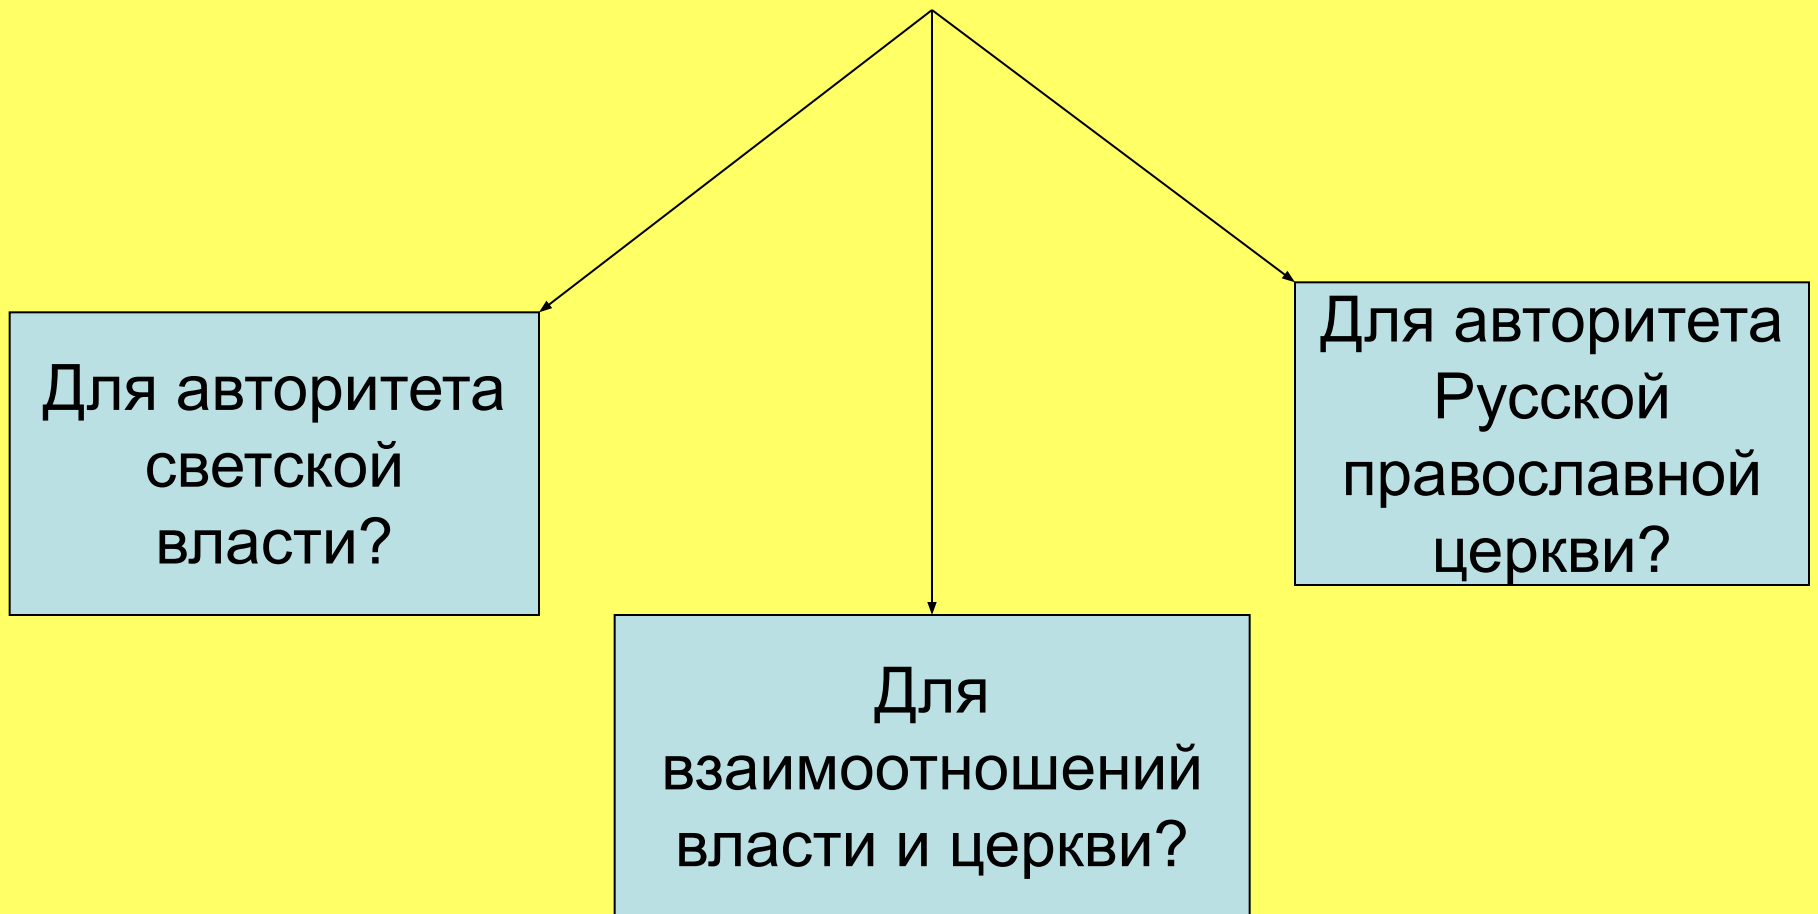 Для авторитета
светской
власти?
Для
взаимоотношений
власти и церкви?
Для авторитета
Русской
православной
церкви?